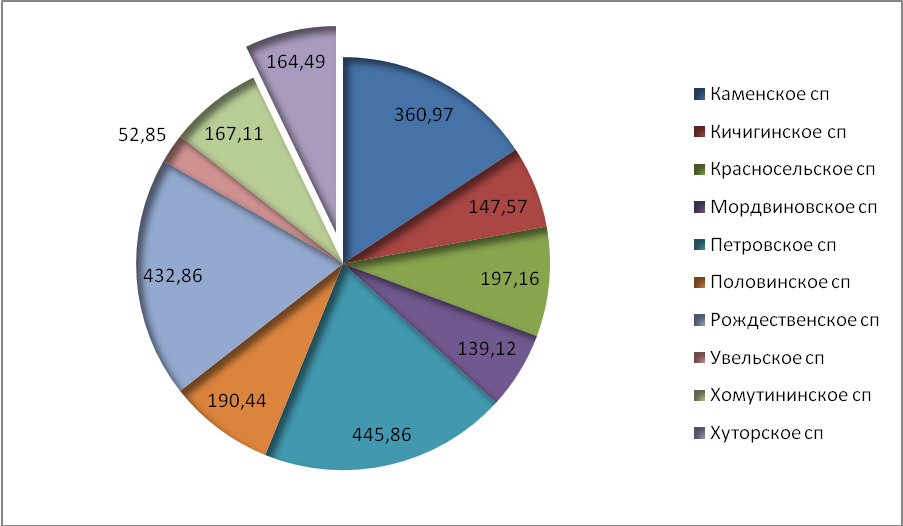 164,49
360,97
52,85
167,11
147,57
432,86
197,16
139,12
190,44
445,86
Каменское сп
Кичигинское сп
Красносельское сп
Мордвиновское сп
Петровское сп
Половинское сп
Рождественское сп
Увельское сп
Хомутининское сп
Хуторское сп